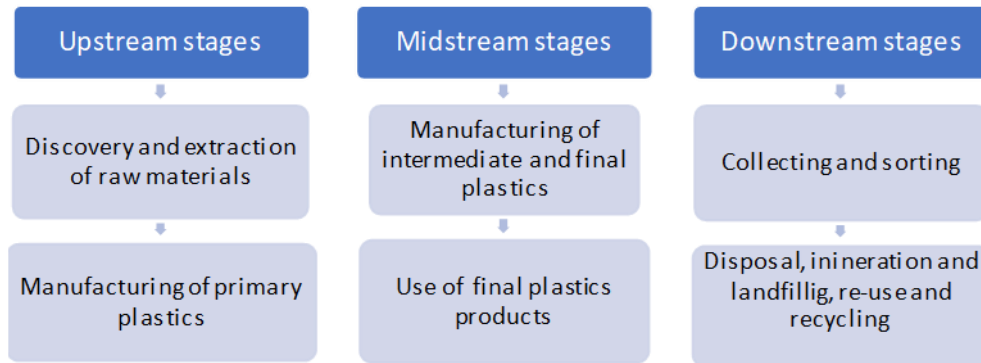 Upstream stages
Discovery and extraction
of raw materials
Manufacturing of primary
plastics
Midstream stages
Manufacturing of
intermediate and final
plastics
Use of final plastics
products
Downstream stages
Collecting and sorting
Disposal, inineration and
landfillig, re-use and
recycling